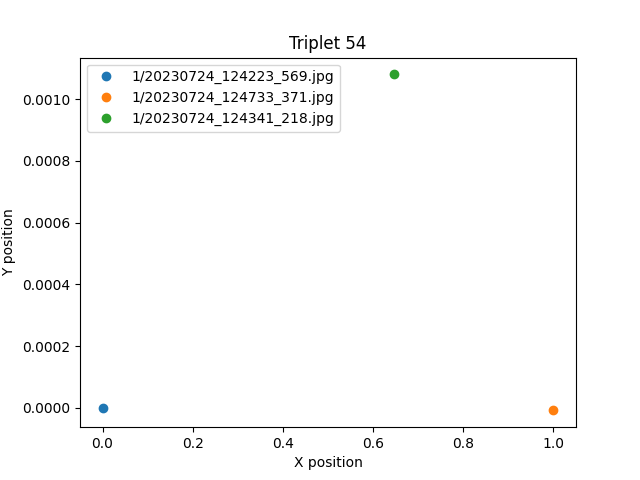 Triplet 54
1/20230724_124223_569.jpg
1/20230724_124733_371.jpg
1/20230724_124341_218.jpg
Y position
0.0010
0.0008
0.0006
0.0004
0.0002
0.0000
0.0 0.2 0.4 0.6 0.8 1.0
X position